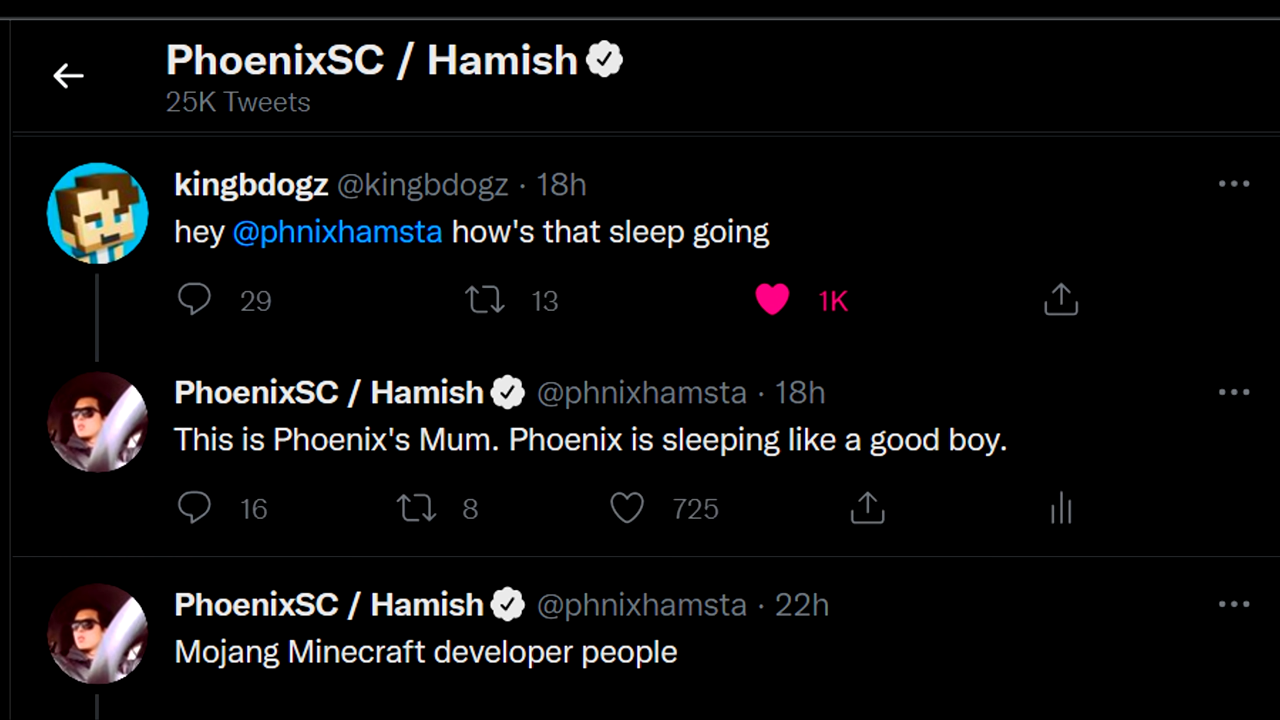 PhoenixSC / Hamish
25K Tweets
kingbdogz @kingbdogz · 18h
hey @phnixhamsta how's that sleep going
29 13 1K
PhoenixSC / Hamish @phnixhamsta · 18h
This is Phoenix's Mum. Phoenix is sleeping like a good boy.
16 8 725
PhoenixSC / Hamish @phnixhamsta · 22h
Mojang Minecraft developer people